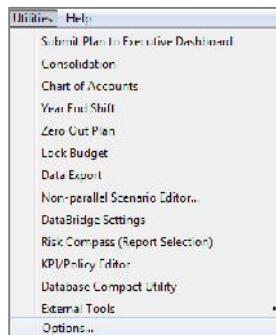 Utilities Help
Submit Plan to Executive Dashboard
Consolidation
Chart of Accounts
Year End Shift
Zero Out Plan
Lock Budget
Data Export
Non-parallel Scenario Editor...
DataBridge Settings
Risk Compass (Report Selection)
KPI/Policy Editor
Database Compact Utility
External Tools
Options...